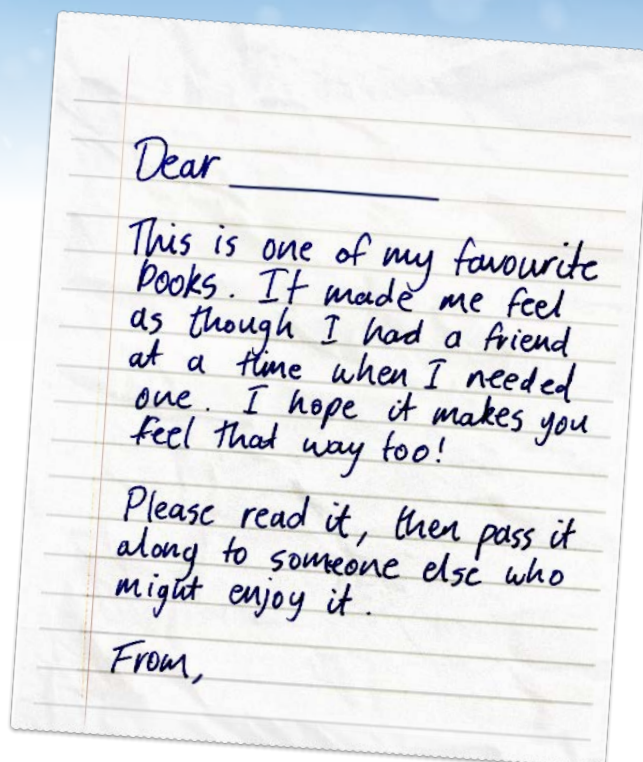 Dear ____________
This is one of my favourite
books. It made me feel
as though I had a friend
at a time when I needed
one. I hope it makes you
feel that way too!
Please read it, then pass it
along to someone else who
might enjoy it.
From,